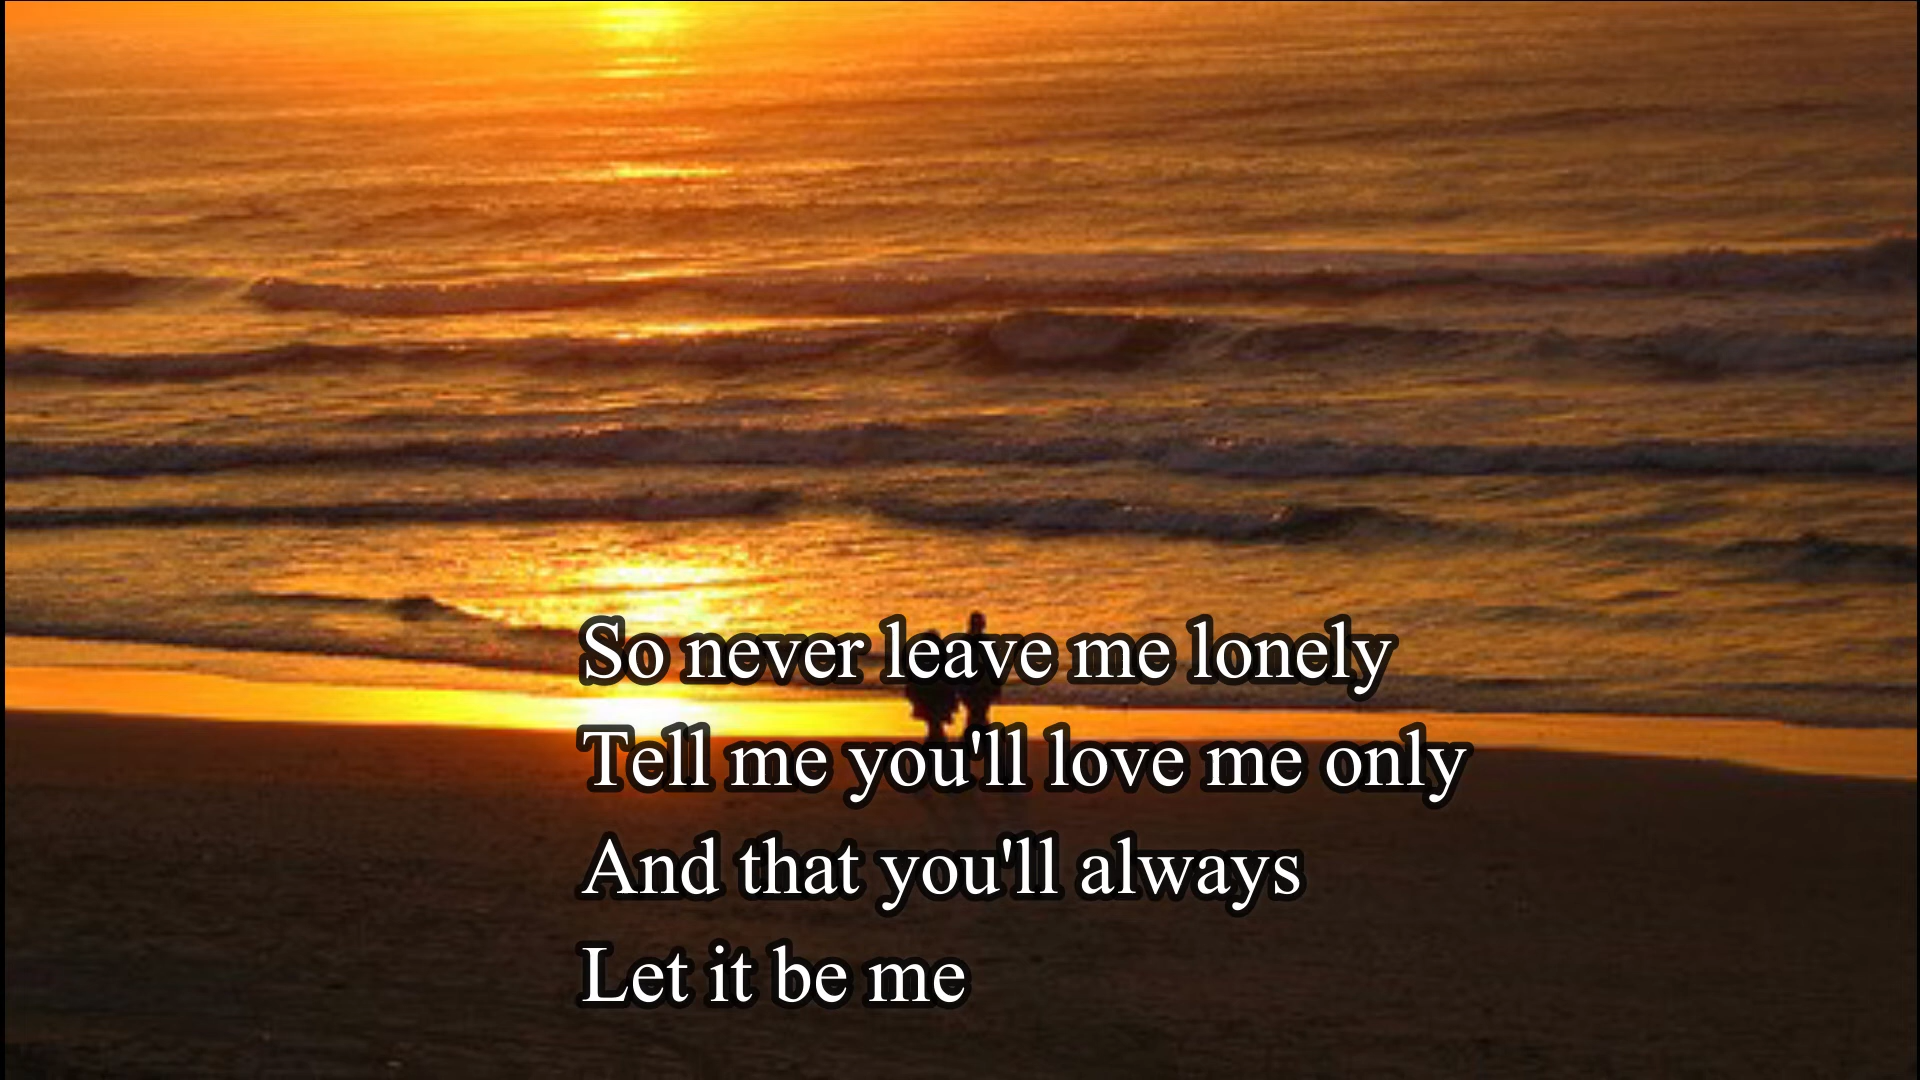 So never leave me lonely
Tell me you'll love me only
And that you'll always
Let it be me